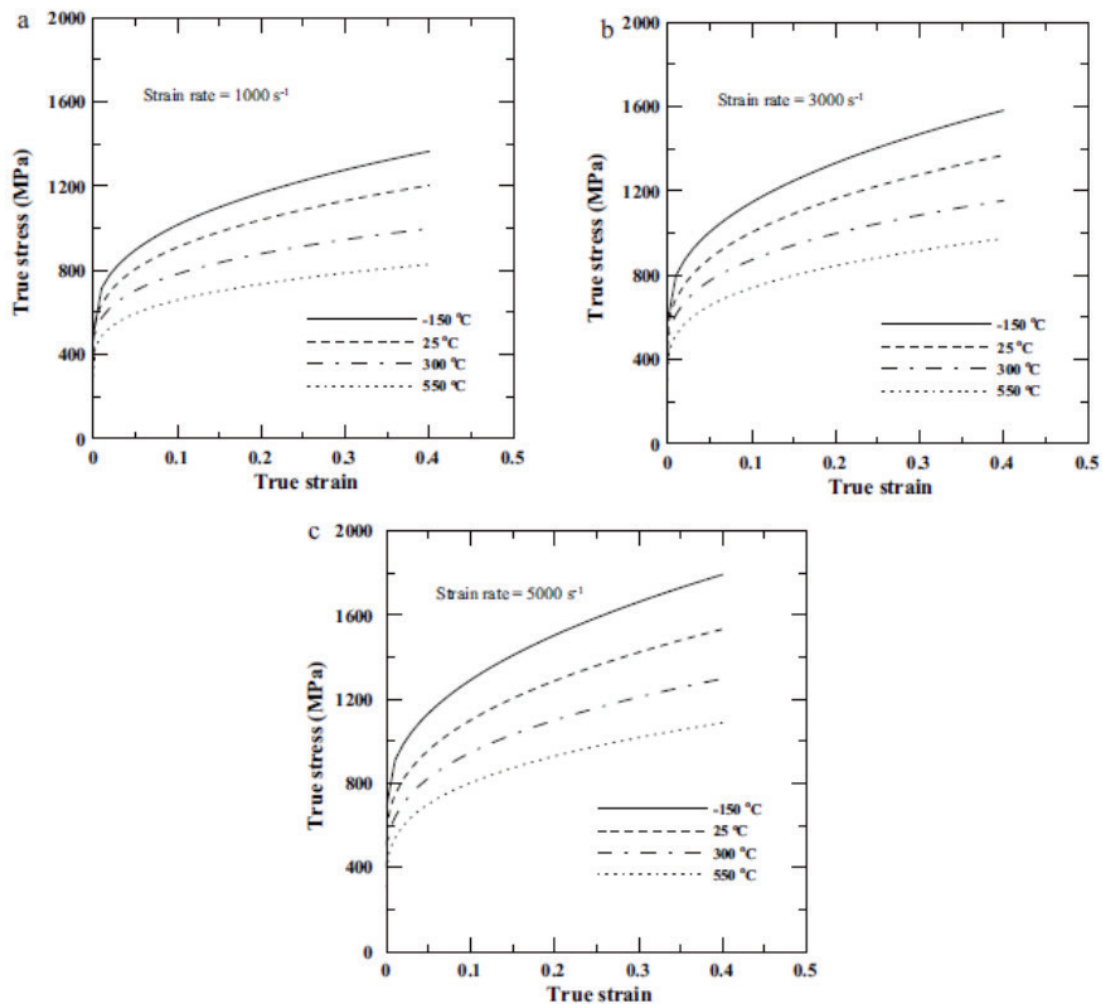 a
2000
1600
1200
800
400
0
True stress (MPa)
Strain rate = 1000 s⁻¹
-150 °C
25 °C
300 °C
550 °C
0 0.1 0.2 0.3 0.4 0.5
True strain
b
2000
1600
1200
800
400
0
True stress (MPa)
Strain rate = 3000 s⁻¹
-150 °C
25 °C
300 °C
550 °C
0 0.1 0.2 0.3 0.4 0.5
True strain
c
2000
1600
1200
800
400
0
True stress (MPa)
Strain rate = 5000 s⁻¹
-150 °C
25 °C
300 °C
550 °C
0 0.1 0.2 0.3 0.4 0.5
True strain